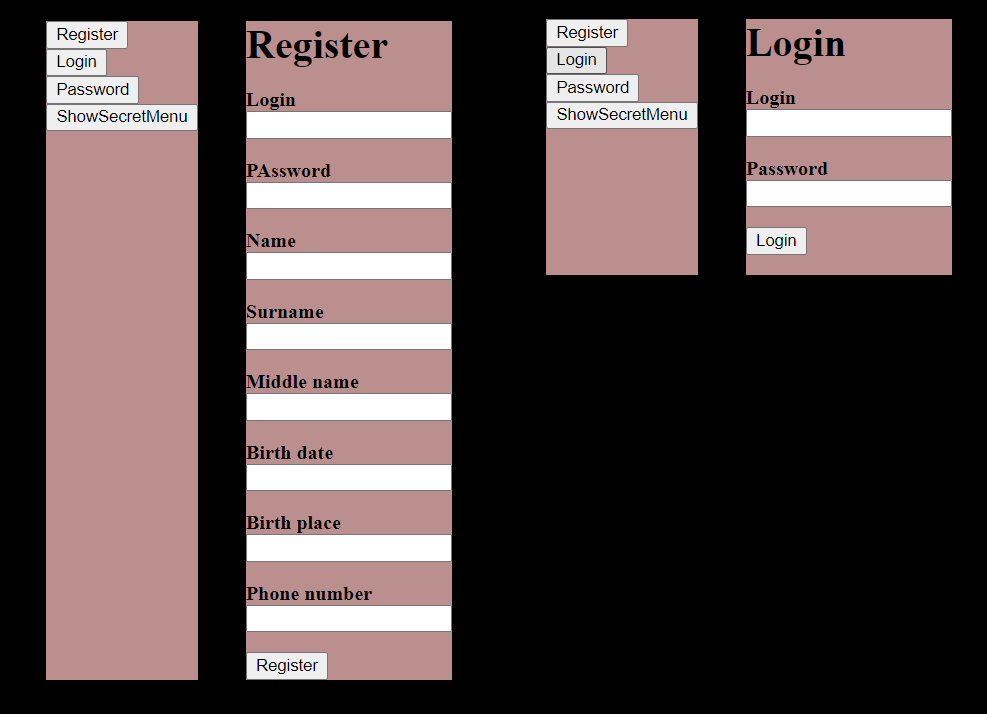 Register
Login
Password
ShowSecretMenu
Register
Login
PAssword
Name
Surname
Middle name
Birth date
Birth place
Phone number
Register
Register
Login
Password
ShowSecretMenu
Login
Login
Password
Login